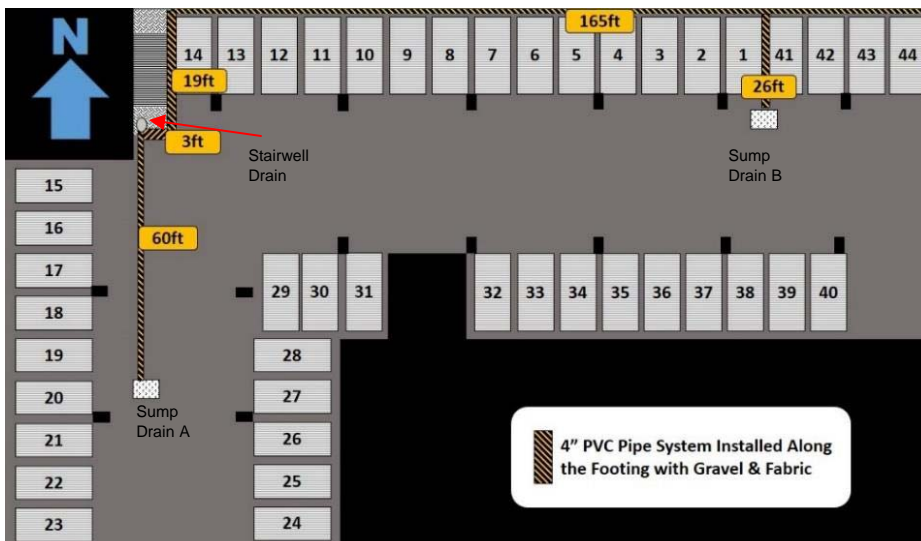 N
165ft
14 13 12 11 10 9 8 7 6 5 4 3 2 1 41 42 43 44
19ft
26ft
3ft
Stairwell
Drain
Sump
Drain B
15
16
60ft
17
29 30 31 32 33 34 35 36 37 38 39 40
18
19
28
20
27
Sump
Drain A
21
26
4” PVC Pipe System Installed Along
the Footing with Gravel & Fabric
22
25
23
24